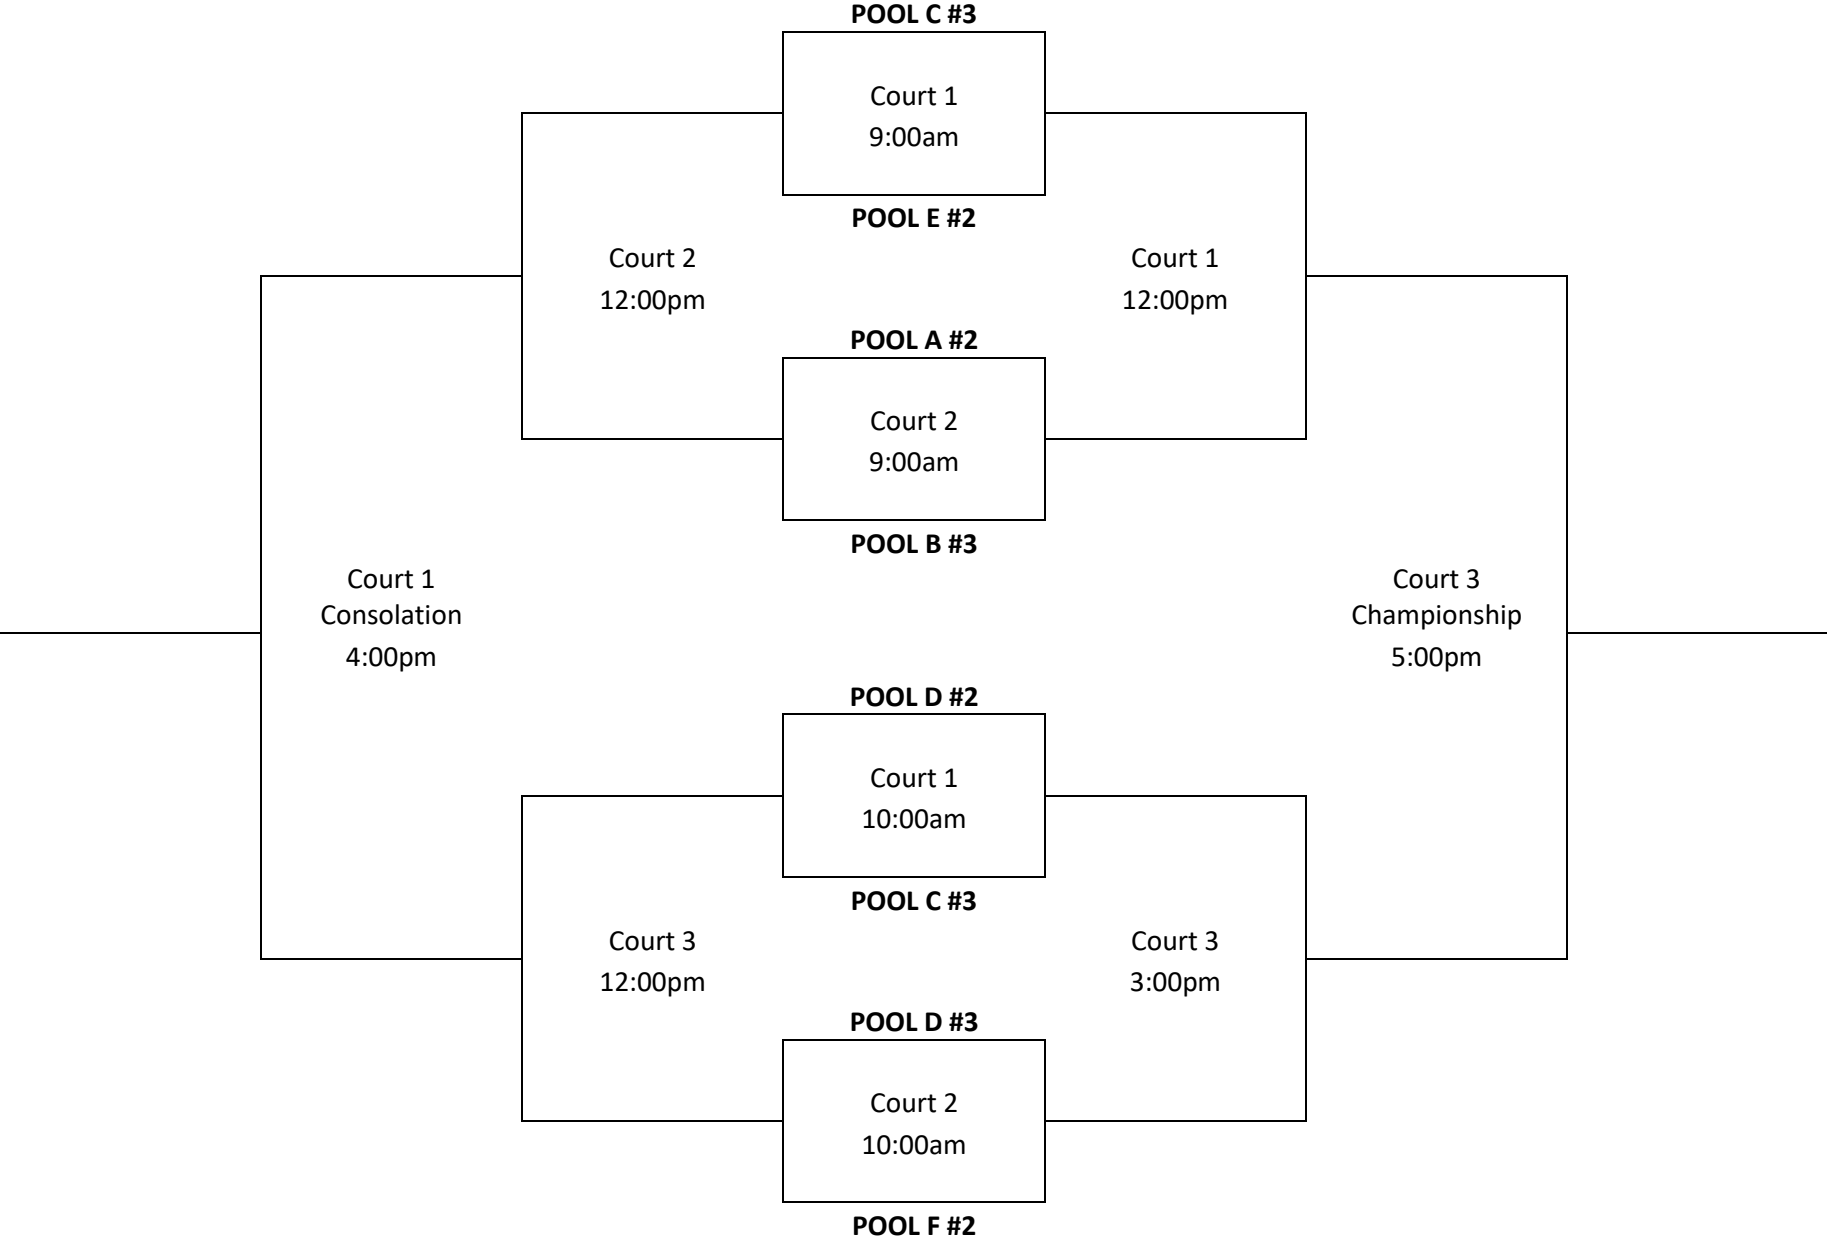 POOL C #3
Court 1
9:00am
POOL E #2
Court 2
12:00pm
Court 1
12:00pm
POOL A #2
Court 2
9:00am
POOL B #3
Court 1
Consolation
4:00pm
Court 3
Championship
5:00pm
POOL D #2
Court 1
10:00am
POOL C #3
Court 3
12:00pm
Court 3
3:00pm
POOL D #3
Court 2
10:00am
POOL F #2